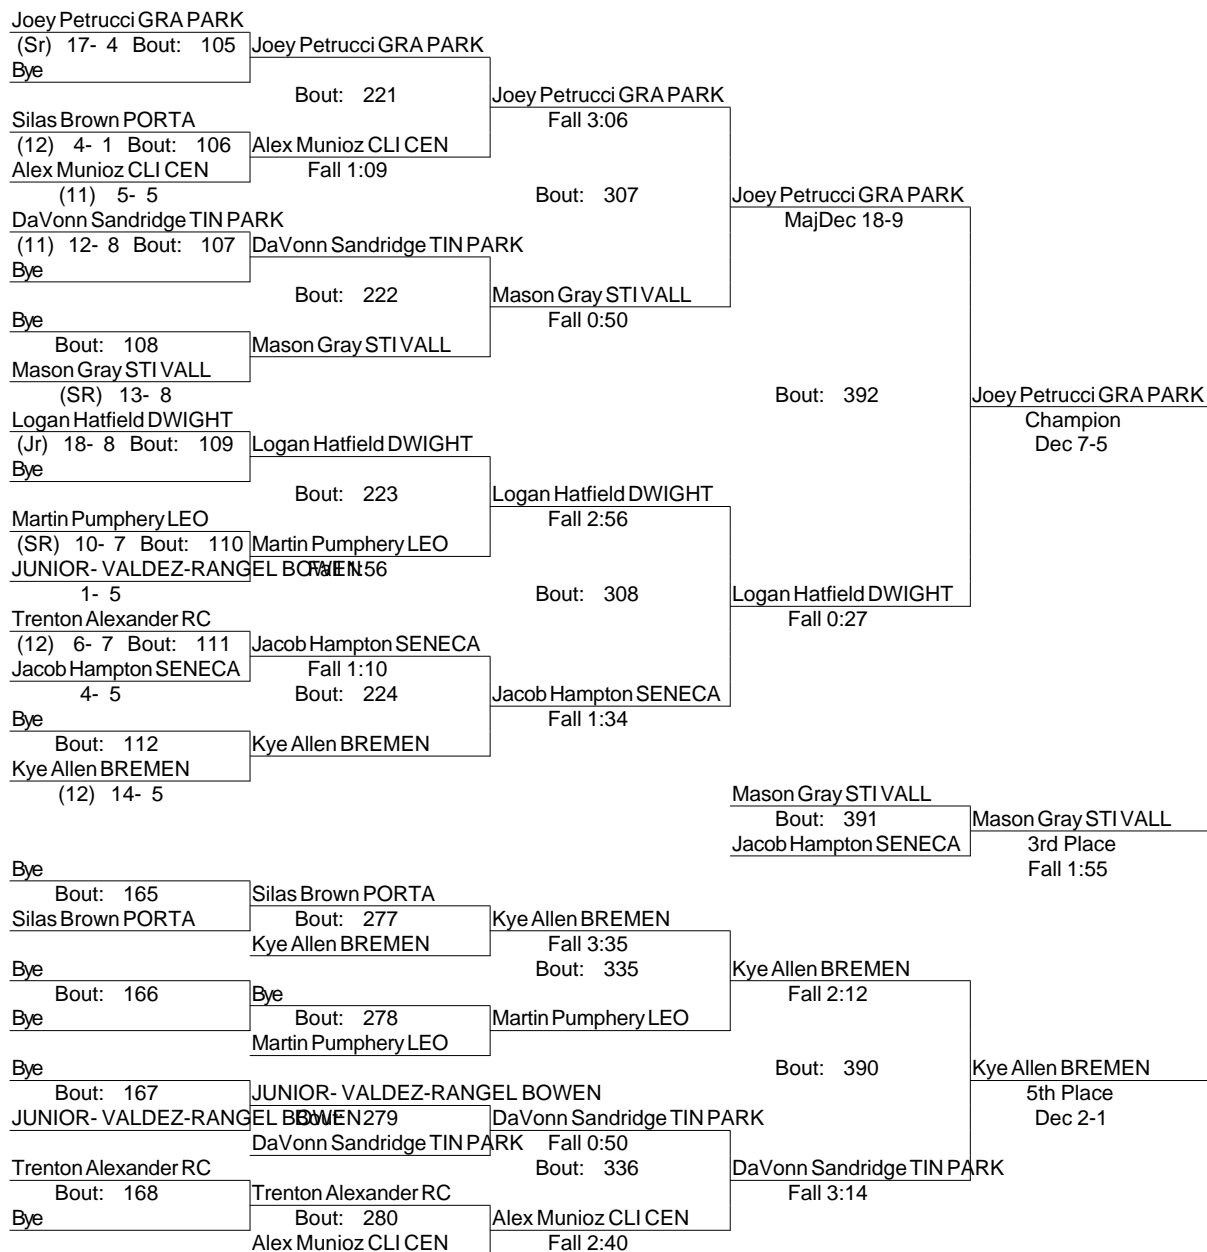 Joey Petrucci GRA PARK
(Sr) 17- 4 Bout: 105 Joey Petrucci GRA PARK
Bye
Bout: 221 Joey Petrucci GRA PARK
Silas Brown PORTA Fall 3:06
(12) 4- 1 Bout: 106 Alex Munioz CLI CEN
Alex Munioz CLI CEN Fall 1:09
(11) 5- 5 Bout: 307 Joey Petrucci GRA PARK
DaVonn Sandridge TIN PARK MajDec 18-9
(11) 12- 8 Bout: 107 DaVonn Sandridge TIN PARK
Bye
Bout: 222 Mason Gray STI VALL
Bye Fall 0:50
Bout: 108 Mason Gray STI VALL
Mason Gray STI VALL
(SR) 13- 8 Bout: 392 Joey Petrucci GRA PARK
Logan Hatfield DWIGHT Champion
(Jr) 18- 8 Bout: 109 Logan Hatfield DWIGHT Dec 7-5
Bye
Bout: 223 Logan Hatfield DWIGHT
Martin Pumphery LEO Fall 2:56
(SR) 10- 7 Bout: 110 Martin Pumphery LEO
JUNIOR- VALDEZ-RANGEL BOWEN Fall 1:56
1- 5 Bout: 308 Logan Hatfield DWIGHT
Trenton Alexander RC Fall 0:27
(12) 6- 7 Bout: 111 Jacob Hampton SENECA
Jacob Hampton SENECA Fall 1:10
4- 5 Bout: 224 Jacob Hampton SENECA
Bye Fall 1:34
Bout: 112 Kye Allen BREMEN
Kye Allen BREMEN
(12) 14- 5 Mason Gray STI VALL
Bout: 391 Mason Gray STI VALL
Jacob Hampton SENECA 3rd Place
Bye Fall 1:55
Bout: 165 Silas Brown PORTA
Silas Brown PORTA Bout: 277 Kye Allen BREMEN
Kye Allen BREMEN Fall 3:35
Bye Bout: 335 Kye Allen BREMEN
Bout: 166 Bye Fall 2:12
Bye Bout: 278 Martin Pumphery LEO
Martin Pumphery LEO
Bye Bout: 390 Kye Allen BREMEN
Bout: 167 JUNIOR- VALDEZ-RANGEL BOWEN 5th Place
JUNIOR- VALDEZ-RANGEL BOWEN Bout: 279 DaVonn Sandridge TIN PARK Dec 2-1
DaVonn Sandridge TIN PARK Fall 0:50
Trenton Alexander RC Bout: 336 DaVonn Sandridge TIN PARK
Bout: 168 Trenton Alexander RC Fall 3:14
Bye Bout: 280 Alex Munioz CLI CEN
Alex Munioz CLI CEN Fall 2:40